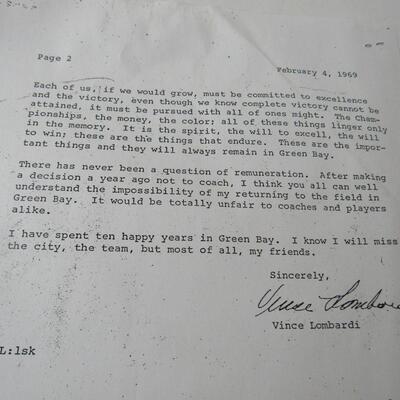 Page 2
February 4, 1969
Each of us, if we would grow, must be committed to excellence
and the victory, even though we know complete victory cannot be
attained, it must be pursued with all of ones might. The Cham-
pionships, the money, the color; all of these things linger only
in the memory. It is the spirit, the will to excell, the will
to win; these are the things that endure. These are the impor-
tant things and they will always remain in Green Bay.
There has never been a question of remuneration. After making
a decision a year ago not to coach, I think you all can well
understand the impossibility of my returning to the field in
Green Bay. It would be totally unfair to coaches and players
alike.
I have spent ten happy years in Green Bay. I know I will miss
the city, the team, but most of all, my friends.
Sincerely,
Vince Lombardi
Vince Lombardi
L:lsk